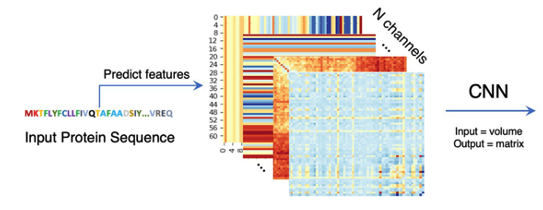 Predict features
MKTFLYFCLLFIVQTAFAADSIY...VREQ
Input Protein Sequence
0
4
8
12
16
20
24
28
32
36
40
44
48
52
56
60
0 4 8
...
...
N channels
CNN
Input = volume
Output = matrix